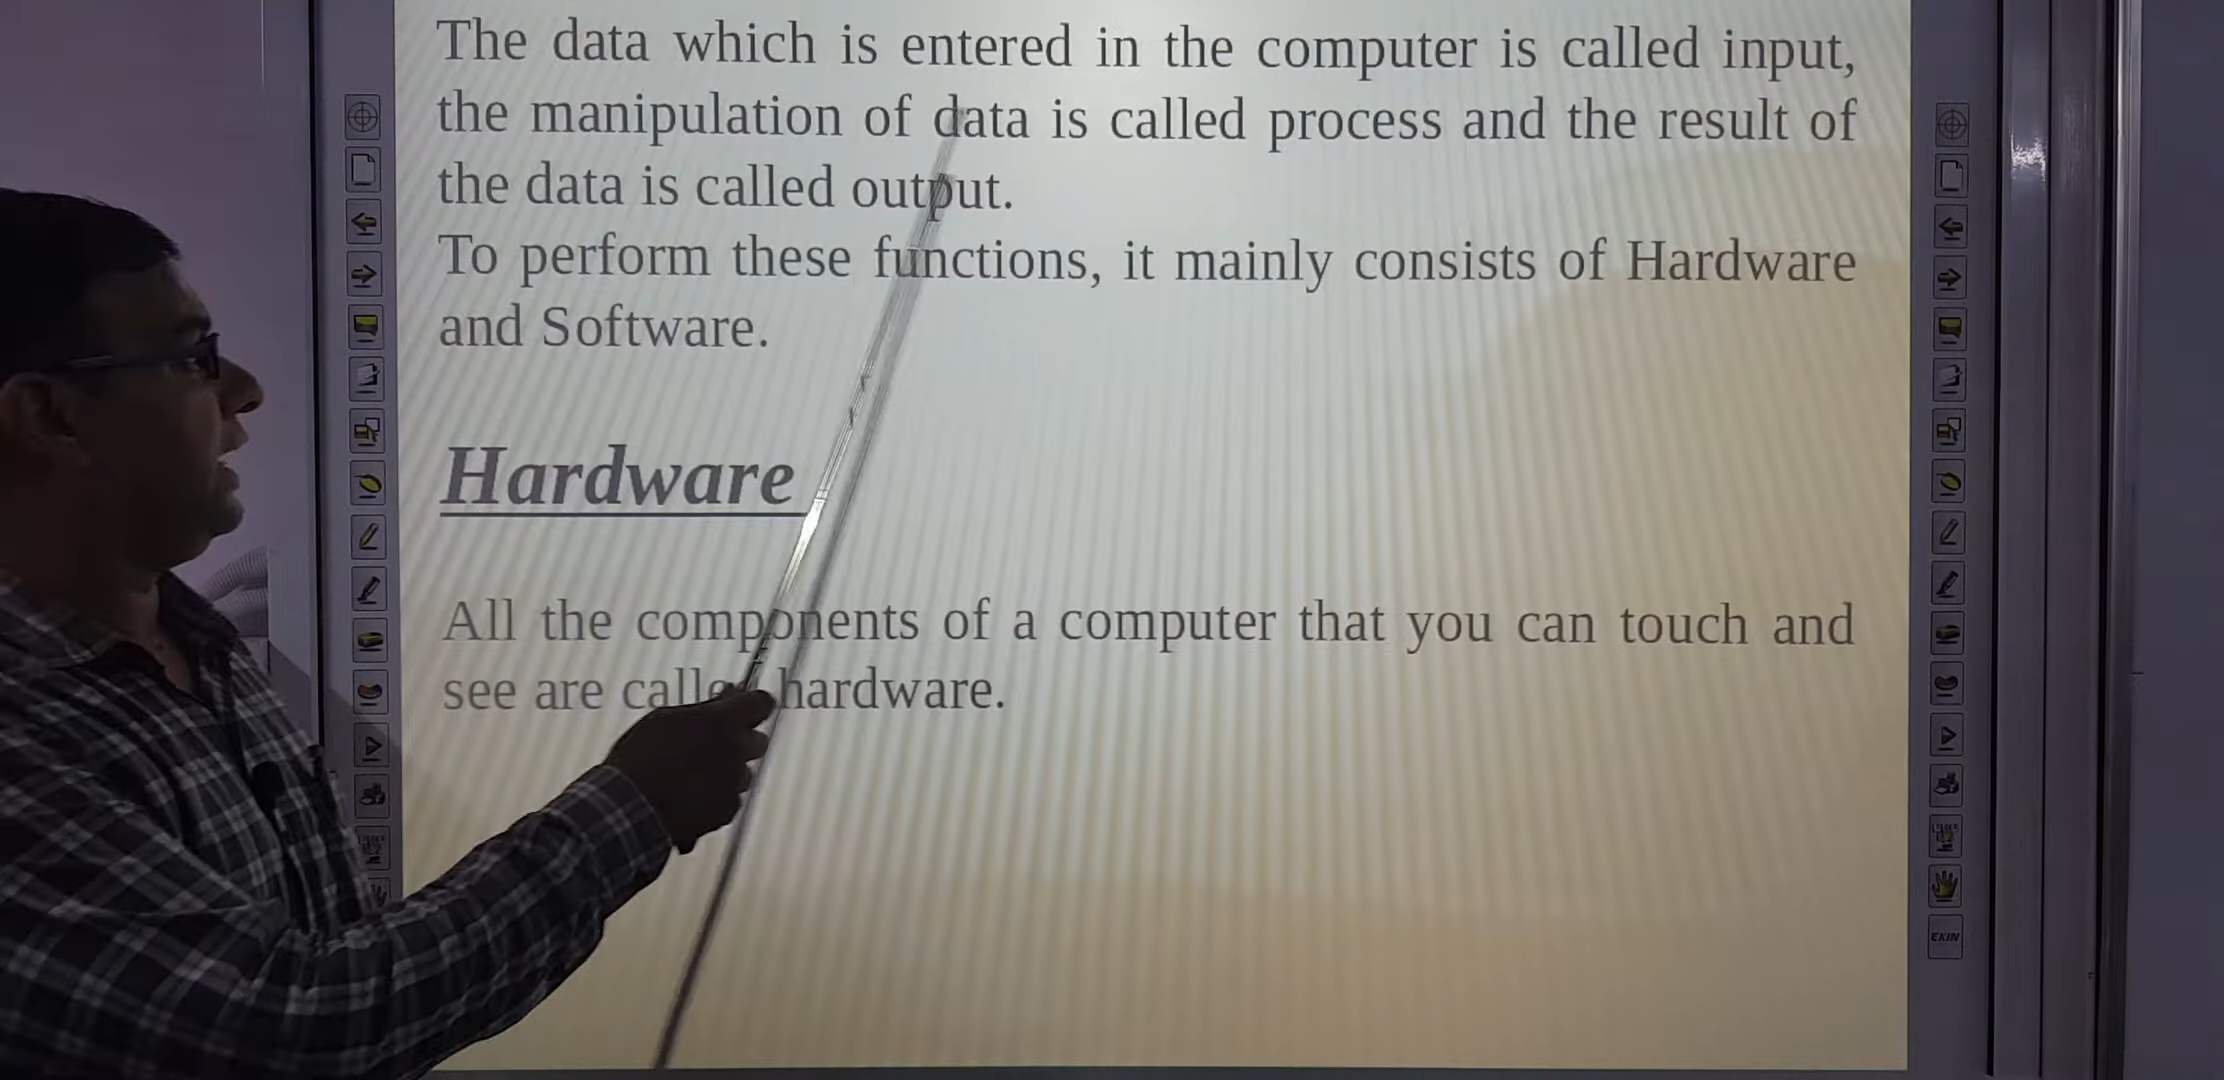 The data which is entered in the computer is called input,
the manipulation of data is called process and the result of
the data is called output.
To perform these functions, it mainly consists of Hardware
and Software.
Hardware
All the components of a computer that you can touch and
see are called hardware.
EKIN